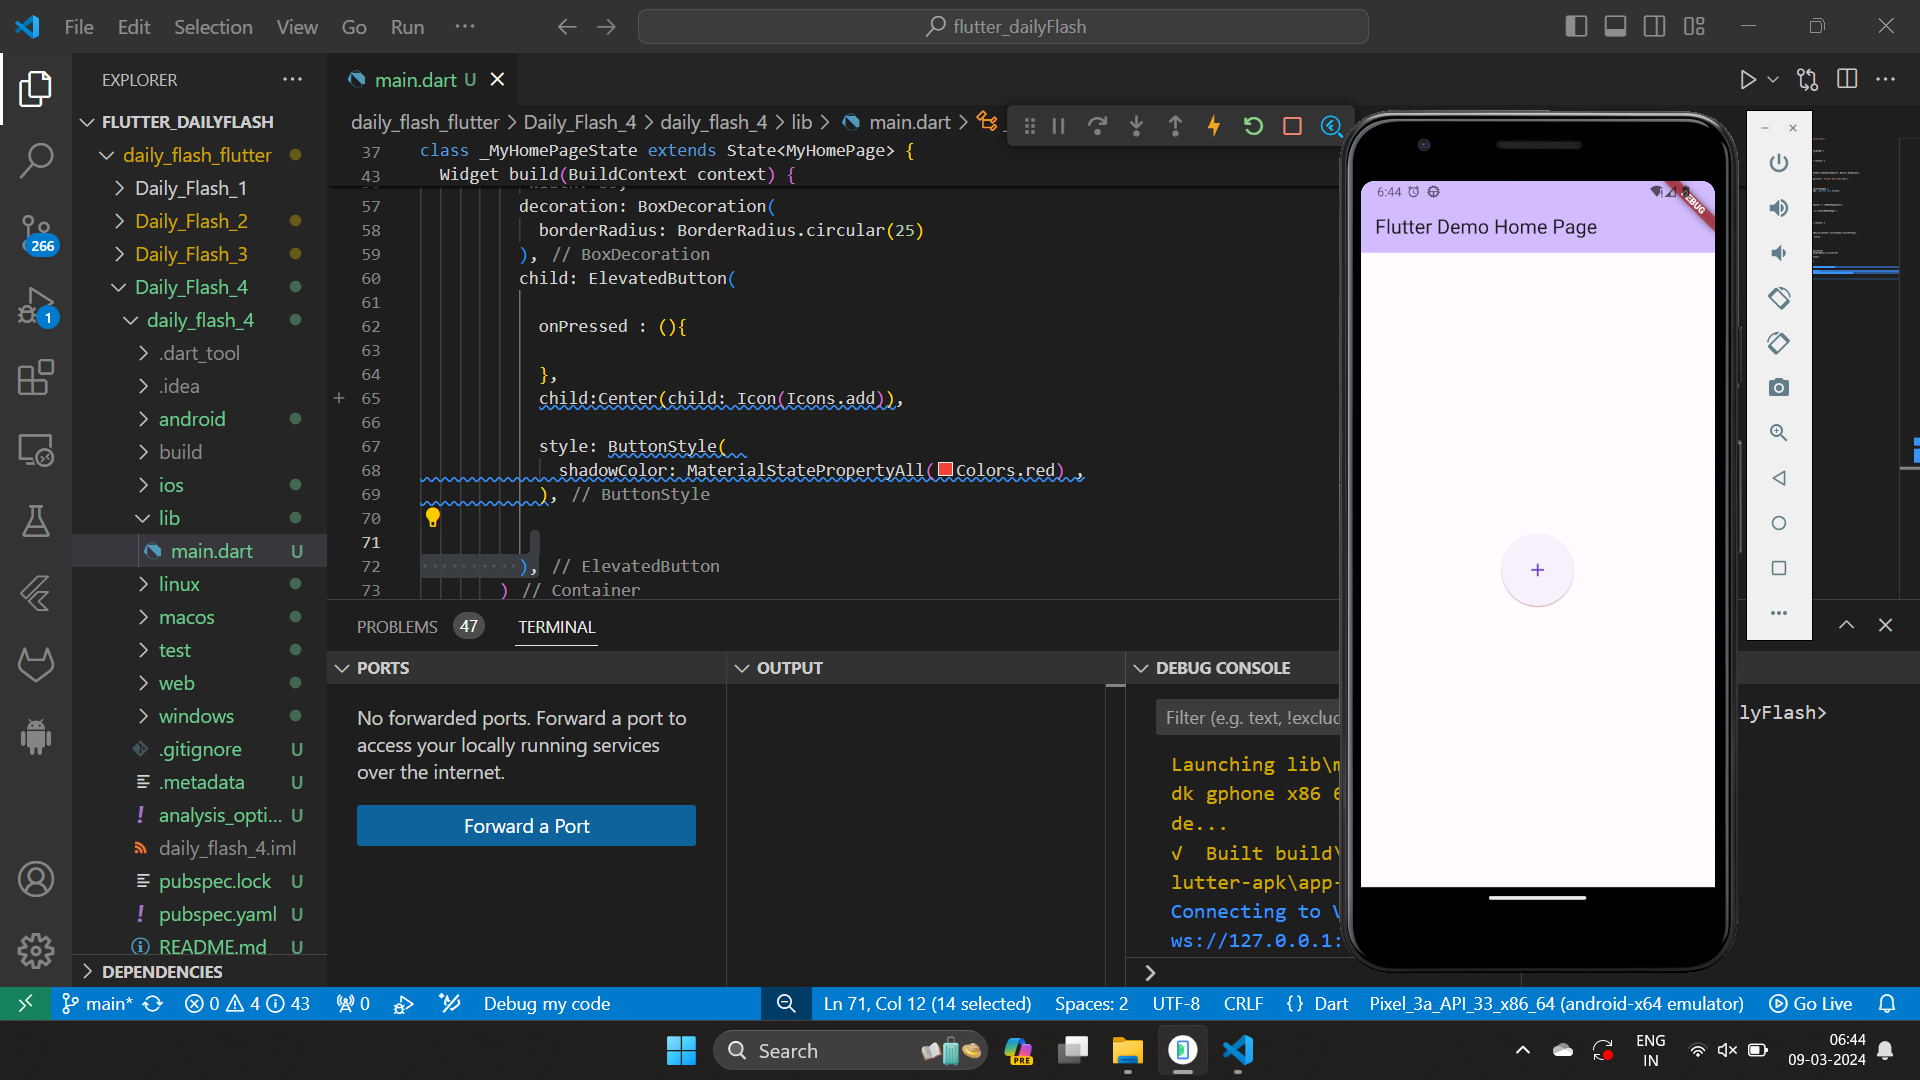 File Edit Selection View Go Run ···
flutter_dailyFlash
EXPLORER
main.dart U
FLUTTER_DAILYFLASH
daily_flash_flutter
Daily_Flash_1
Daily_Flash_2
Daily_Flash_3
Daily_Flash_4
daily_flash_4
.dart_tool
.idea
android
build
ios
lib
main.dart U
linux
macos
test
web
windows
.gitignore U
.metadata U
analysis_opti... U
daily_flash_4.iml
pubspec.lock U
pubspec.yaml U
README.md U
DEPENDENCIES
266
1
daily_flash_flutter > Daily_Flash_4 > daily_flash_4 > lib > main.dart >
37 class _MyHomePageState extends State<MyHomePage> {
43 Widget build(BuildContext context) {
57 decoration: BoxDecoration(
58 borderRadius: BorderRadius.circular(25)
59 ), // BoxDecoration
60 child: ElevatedButton(
61
62 onPressed : (){
63
64 },
65 child:Center(child: Icon(Icons.add)),
66
67 style: ButtonStyle(
68 shadowColor: MaterialStatePropertyAll(Colors.red) ,
69 ), // ButtonStyle
70
71
72 ), // ElevatedButton
73 ) // Container
PROBLEMS 47 TERMINAL
PORTS
No forwarded ports. Forward a port to
access your locally running services
over the internet.
Forward a Port
OUTPUT
DEBUG CONSOLE
Filter (e.g. text, !exclu
Launching lib\
dk gphone x86
de...
√ Built build\
lutter-apk\app-
Connecting to
ws://127.0.0.1:
lyFlash>
6:44
DEBUG
Flutter Demo Home Page
+
main* 0 4 43 0 Debug my code
Ln 71, Col 12 (14 selected) Spaces: 2 UTF-8 CRLF {} Dart Pixel_3a_API_33_x86_64 (android-x64 emulator) Go Live
Search
PRE
ENG
IN
06:44
09-03-2024